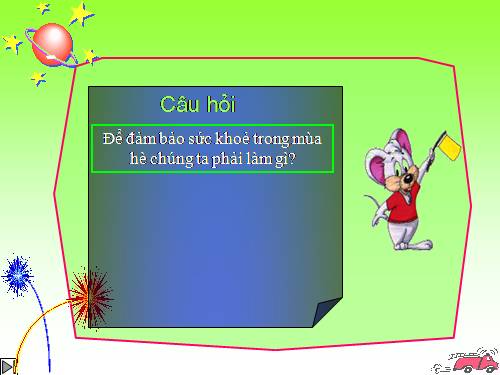 Câu hỏi
Để đảm bảo sức khoẻ trong mùa
hè chúng ta phải làm gì?